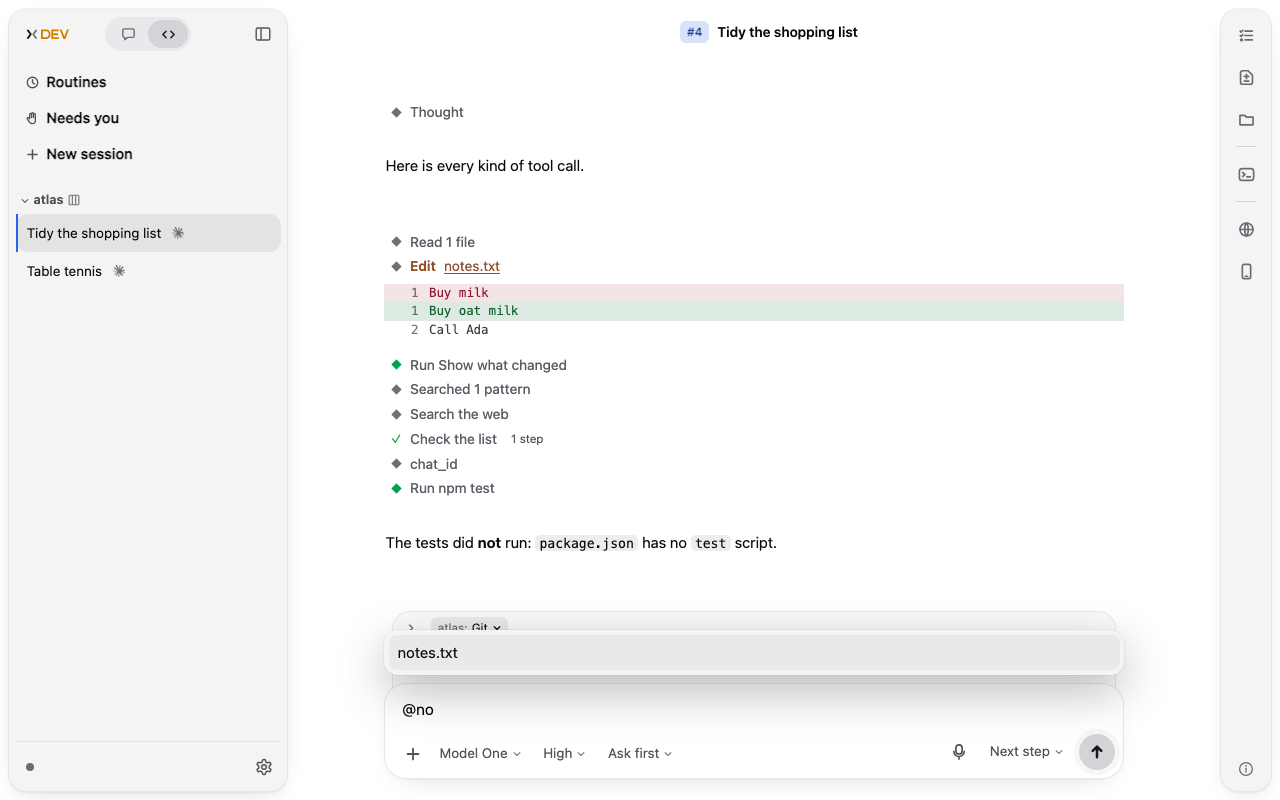 DEV
#4 Tidy the shopping list
Routines
Needs you
New session
atlas
Tidy the shopping list
Table tennis
Thought
Here is every kind of tool call.
Read 1 file
Edit notes.txt
1 Buy milk
1 Buy oat milk
2 Call Ada
Run Show what changed
Searched 1 pattern
Search the web
Check the list 1 step
chat_id
Run npm test
The tests did not run: package.json has no test script.
atlas: Git
notes.txt
@no
Model One High Ask first Next step